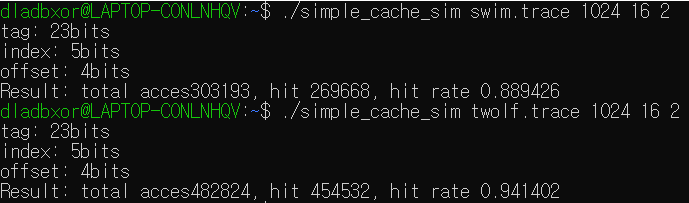 dladbxor@LAPTOP-CONLNHQV:~$ ./simple_cache_sim swim.trace 1024 16 2
tag: 23bits
index: 5bits
offset: 4bits
Result: total acces303193, hit 269668, hit rate 0.889426
dladbxor@LAPTOP-CONLNHQV:~$ ./simple_cache_sim twolf.trace 1024 16 2
tag: 23bits
index: 5bits
offset: 4bits
Result: total acces482824, hit 454532, hit rate 0.941402